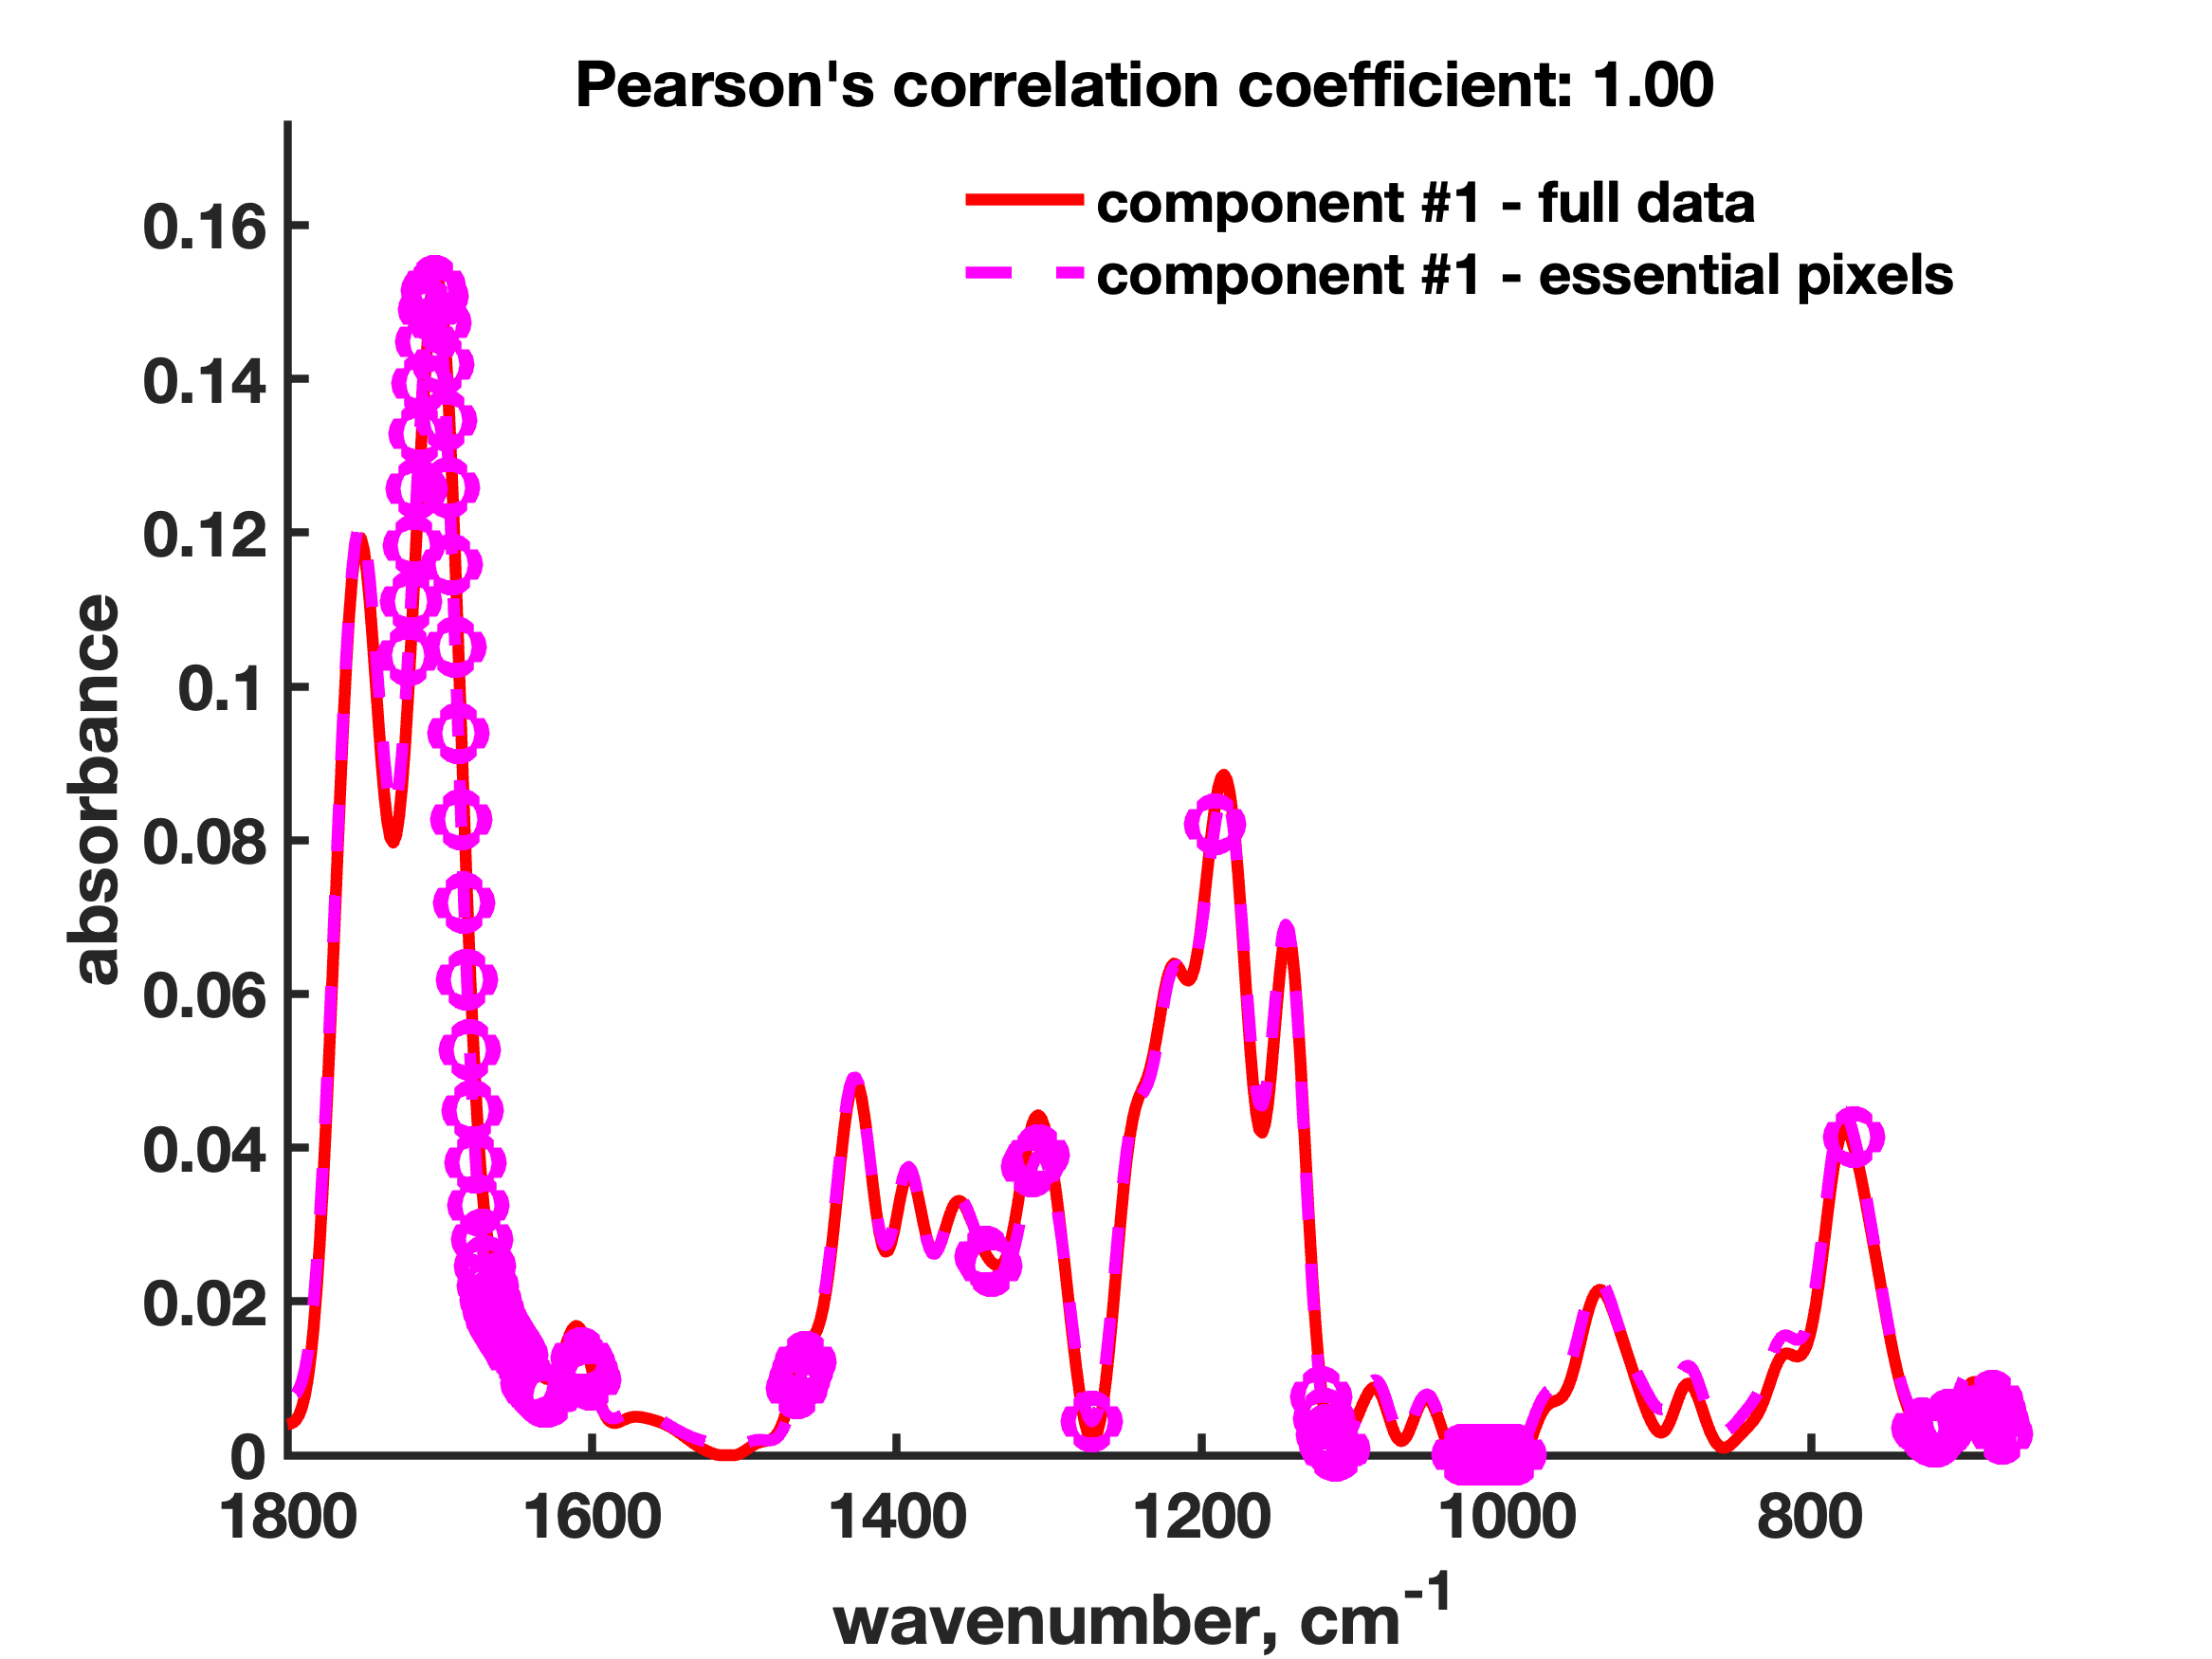 Pearson's correlation coefficient: 1.00
component #1 - full data
component #1 - essential pixels
absorbance
0.16
0.14
0.12
0.1
0.08
0.06
0.04
0.02
0
1800 1600 1400 1200 1000 800
wavenumber, cm-1